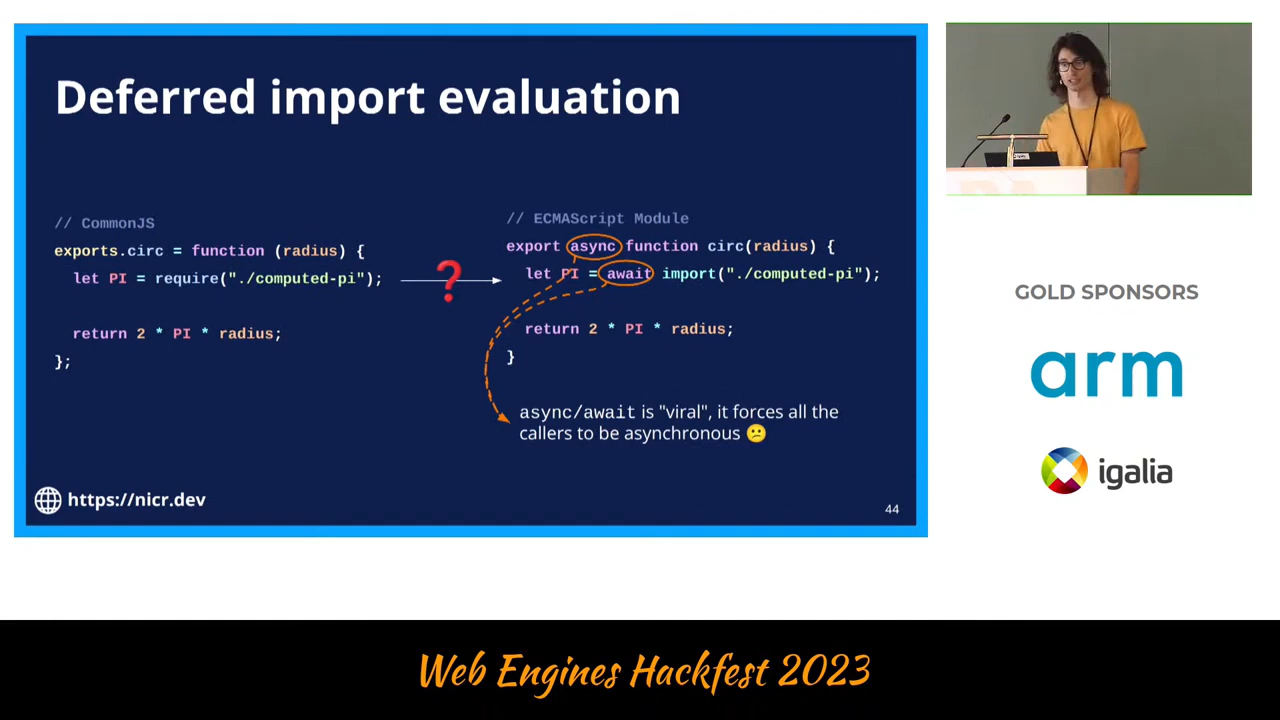 Deferred import evaluation
// CommonJS
exports.circ = function (radius) {
let PI = require("./computed-pi");
return 2 * PI * radius;
};
❓
// ECMAScript Module
export async function circ(radius) {
let PI = await import("./computed-pi");
return 2 * PI * radius;
}
async/await is "viral", it forces all the
callers to be asynchronous 😕
https://nicr.dev
44
GOLD SPONSORS
arm
igalia
Web Engines Hackfest 2023